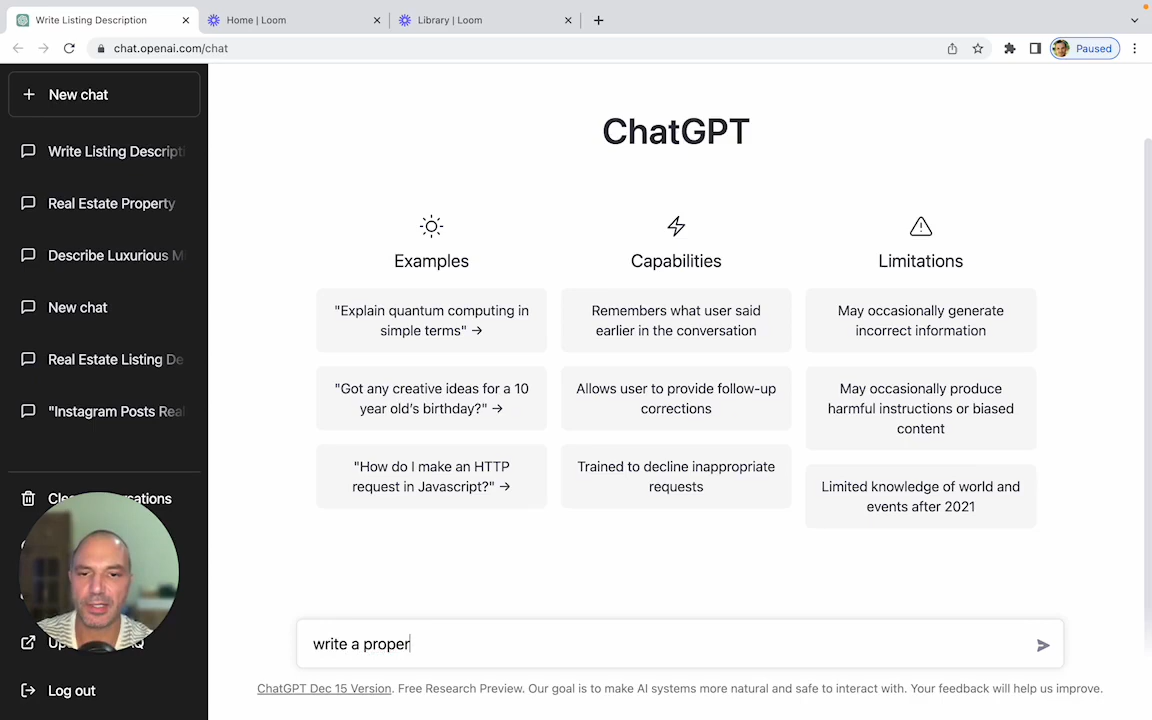 Write Listing Description
Home | Loom
Library | Loom
chat.openai.com/chat
Paused
New chat
Write Listing Descripti
Real Estate Property
Describe Luxurious M
New chat
Real Estate Listing De
"Instagram Posts Real
Log out
ChatGPT
Examples
"Explain quantum computing in
simple terms" →
"Got any creative ideas for a 10
year old's birthday?" →
"How do I make an HTTP
request in Javascript?" →
Capabilities
Remembers what user said
earlier in the conversation
Allows user to provide follow-up
corrections
Trained to decline inappropriate
requests
Limitations
May occasionally generate
incorrect information
May occasionally produce
harmful instructions or biased
content
Limited knowledge of world and
events after 2021
write a proper
ChatGPT Dec 15 Version. Free Research Preview. Our goal is to make AI systems more natural and safe to interact with. Your feedback will help us improve.